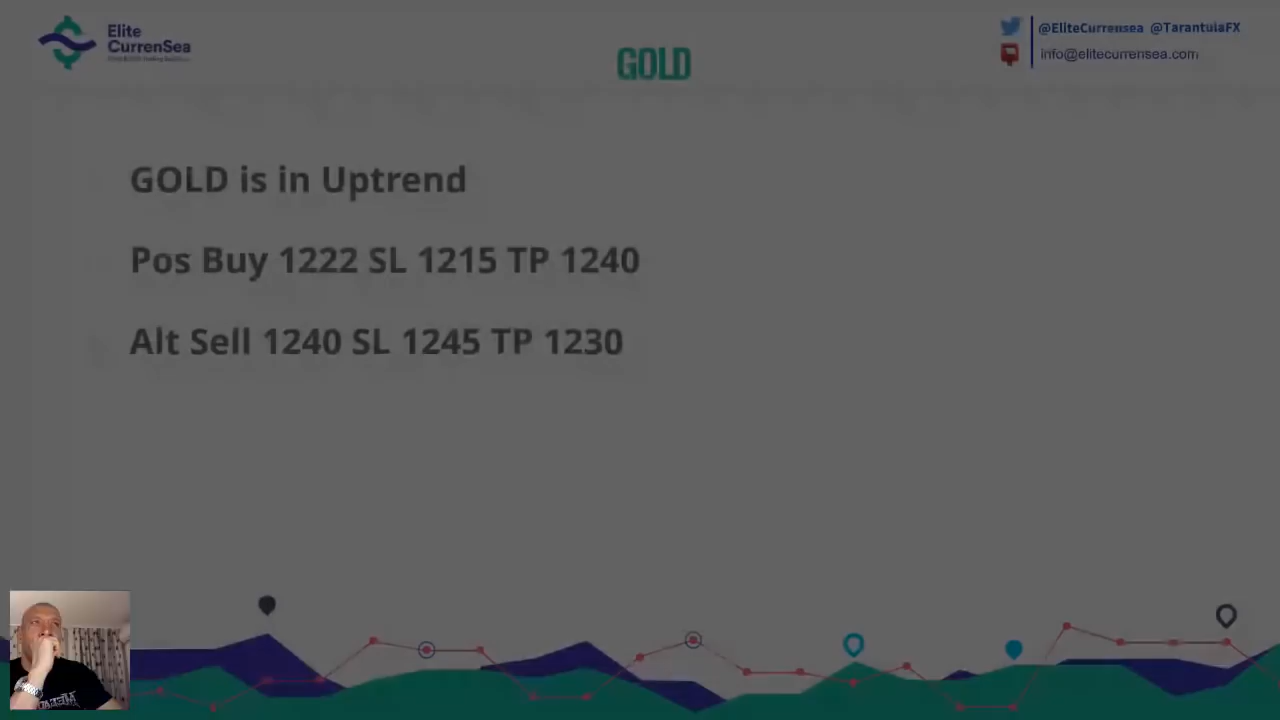 Elite
CurrenSea
@EliteCurrensea @TarantulaFX
info@elitecurrensea.com
GOLD
GOLD is in Uptrend
Pos Buy 1222 SL 1215 TP 1240
Alt Sell 1240 SL 1245 TP 1230